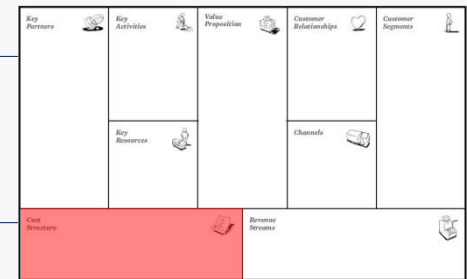 Key
Partners
Key
Activities
Value
Proposition
Customer
Relationships
Customer
Segments
Key
Resources
Channels
Cost
Structure
Revenue
Streams